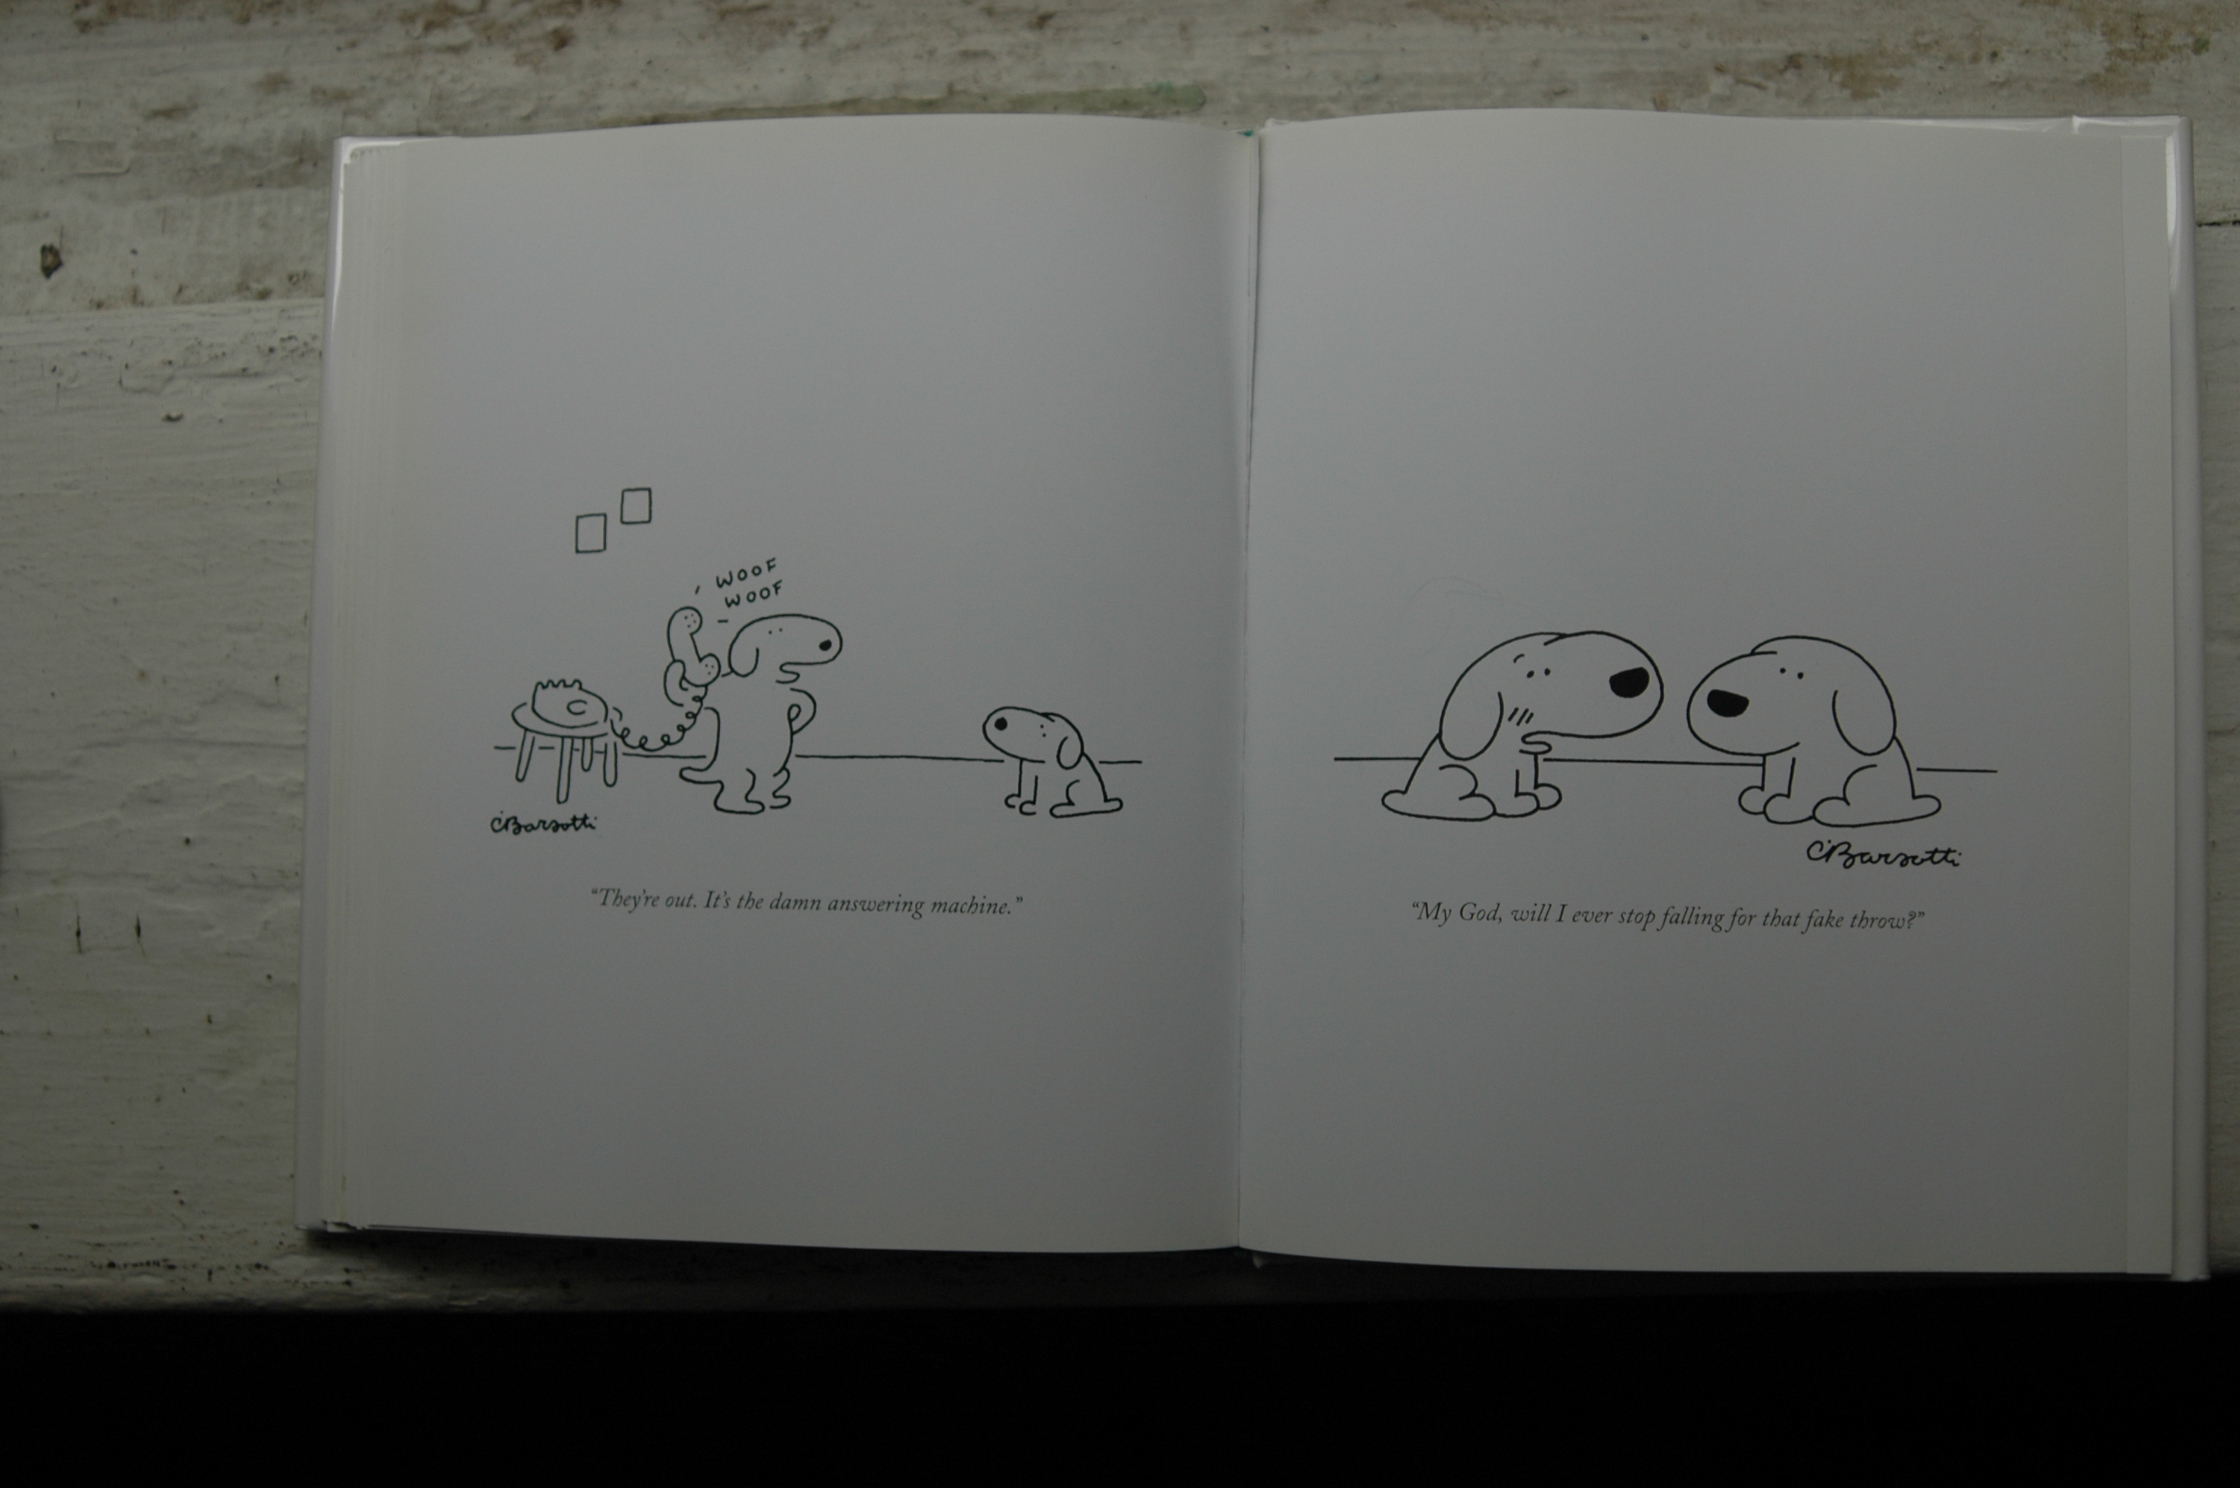 WOOF
WOOF
CBarsotti
“They're out. It's the damn answering machine.”
CBarsotti
“My God, will I ever stop falling for that fake throw?”